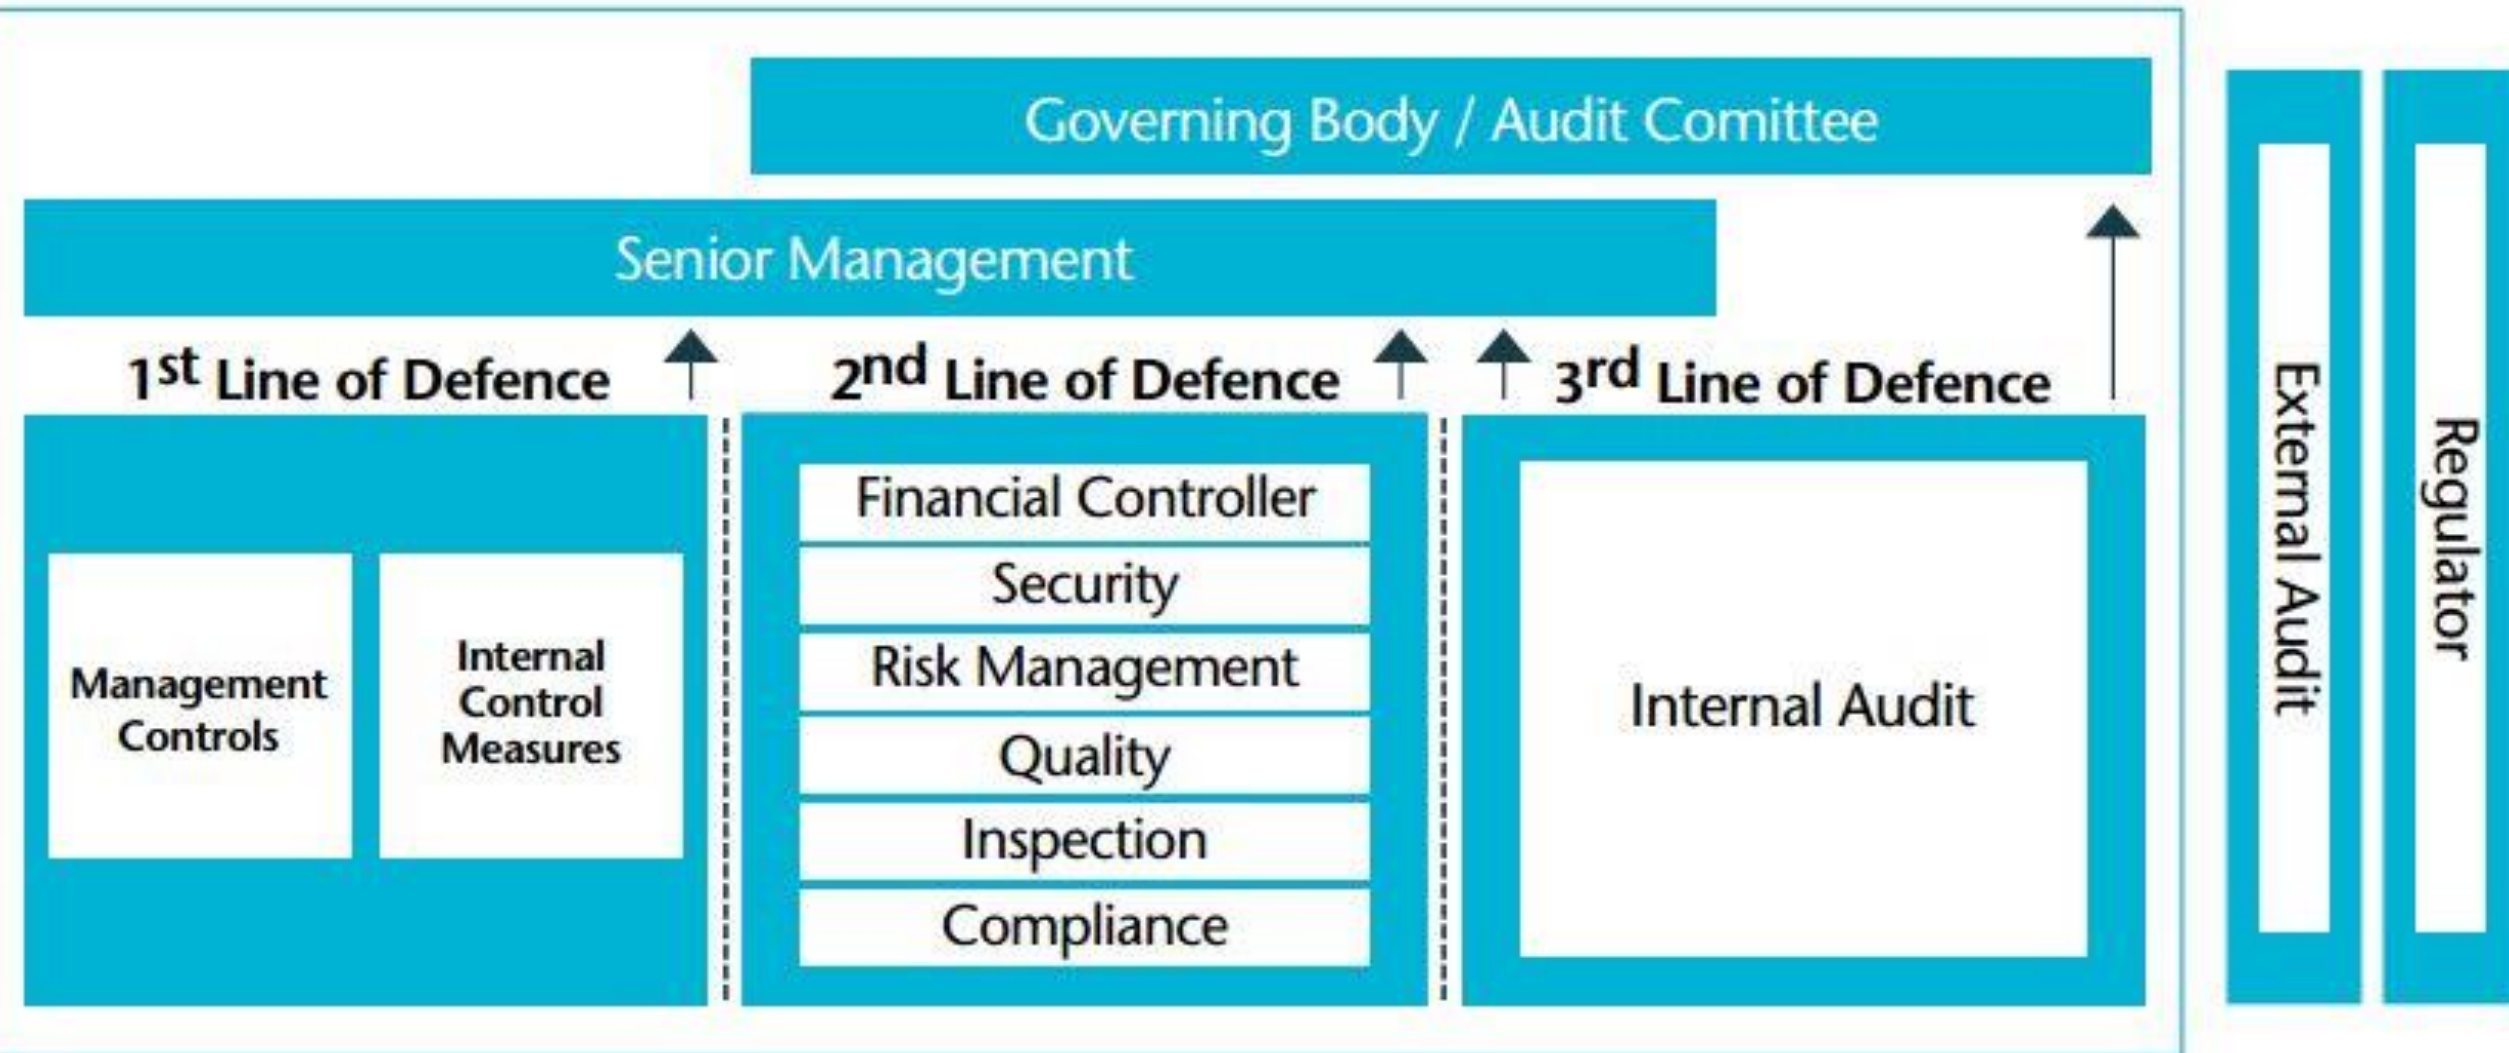 Governing Body / Audit Comittee
Senior Management
1st Line of Defence
2nd Line of Defence
3rd Line of Defence
Management
Controls
Internal
Control
Measures
Financial Controller
Security
Risk Management
Quality
Inspection
Compliance
Internal Audit
External Audit
Regulator